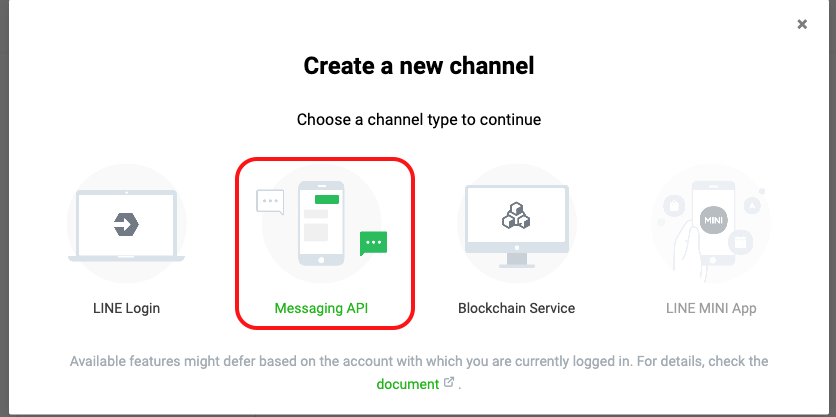 ×
Create a new channel
Choose a channel type to continue
MINI
LINE Login
Messaging API
Blockchain Service
LINE MINI App
Available features might defer based on the account with which you are currently logged in. For details, check the
document .